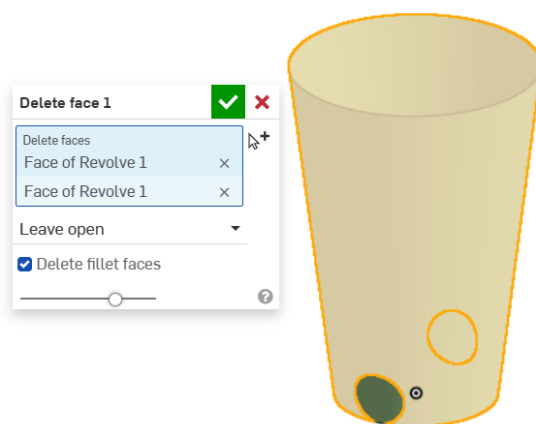 Delete face 1
Delete faces
Face of Revolve 1
Face of Revolve 1
Leave open
Delete fillet faces